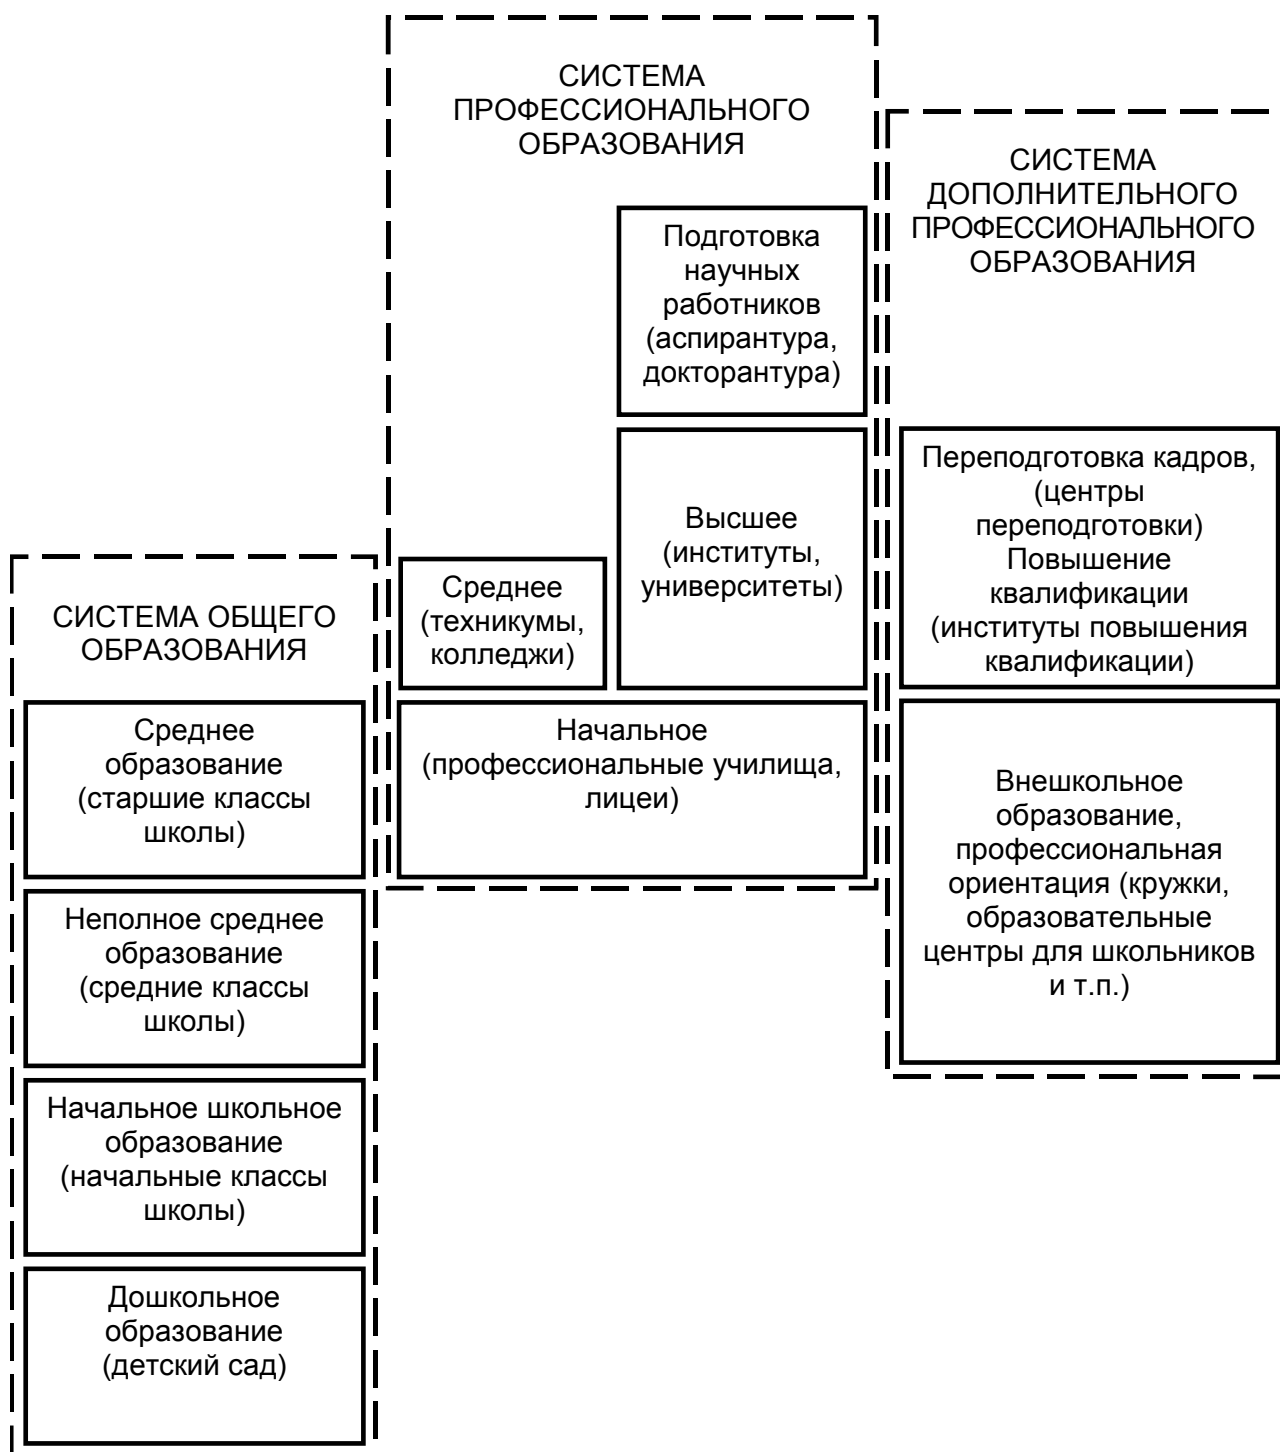 СИСТЕМА
ПРОФЕССИОНАЛЬНОГО
ОБРАЗОВАНИЯ
Подготовка
научных
работников
(аспирантура,
докторантура)
Высшее
(институты,
университеты)
Среднее
(техникумы,
колледжи)
Начальное
(профессиональные училища,
лицеи)
СИСТЕМА
ДОПОЛНИТЕЛЬНОГО
ПРОФЕССИОНАЛЬНОГО
ОБРАЗОВАНИЯ
Переподготовка кадров,
(центры
переподготовки)
Повышение
квалификации
(институты повышения
квалификации)
Внешкольное
образование,
профессиональная
ориентация (кружки,
образовательные
центры для школьников
и т.п.)
СИСТЕМА ОБЩЕГО
ОБРАЗОВАНИЯ
Среднее
образование
(старшие классы
школы)
Неполное среднее
образование
(средние классы
школы)
Начальное школьное
образование
(начальные классы
школы)
Дошкольное
образование
(детский сад)